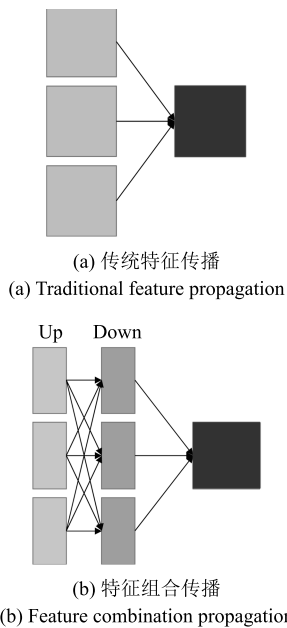 (a) 传统特征传播
(a) Traditional feature propagation
Up Down
(b) 特征组合传播
(b) Feature combination propagation